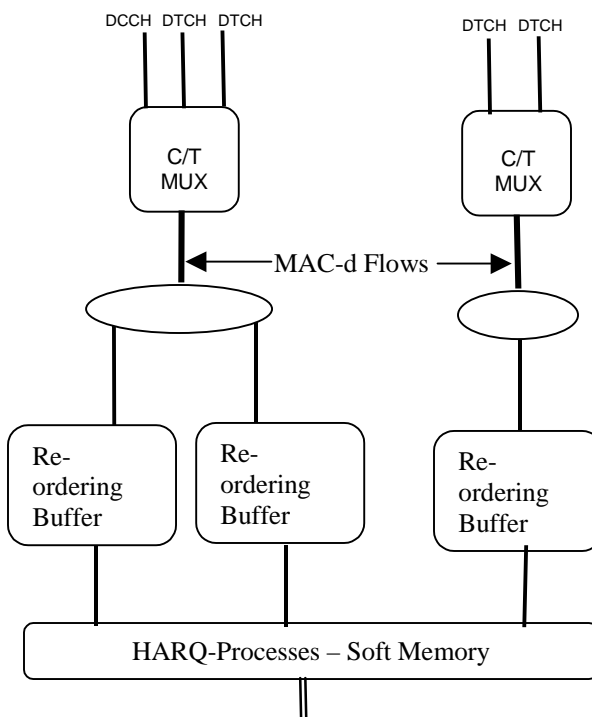 DCCH DTCH DTCH
DTCH DTCH
C/T
MUX
C/T
MUX
MAC-d Flows
Re-
ordering
Buffer
Re-
ordering
Buffer
Re-
ordering
Buffer
HARQ-Processes – Soft Memory